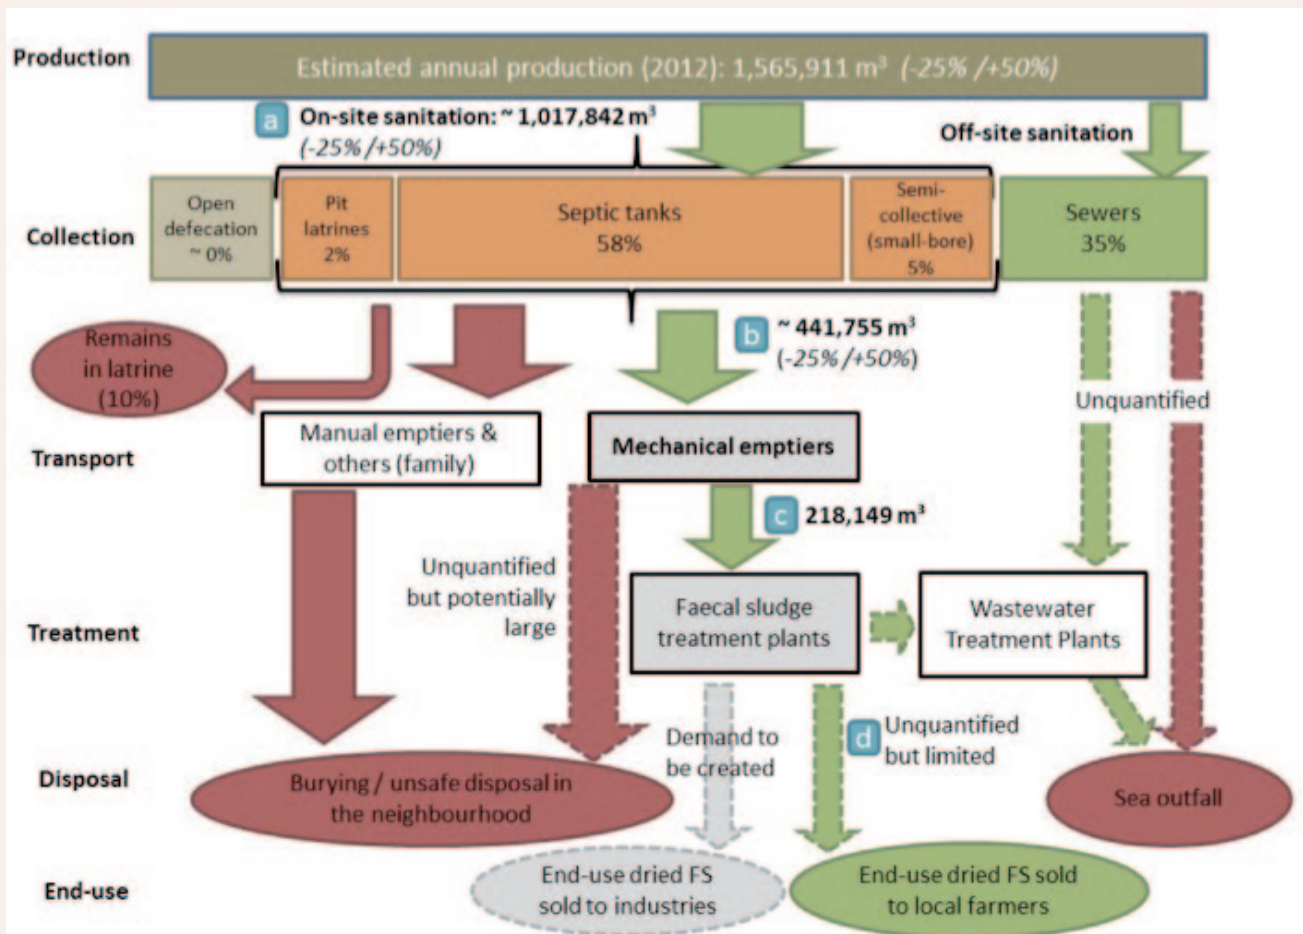 Production
Estimated annual production (2012): 1,565,911 m³ (-25% /+50%)
a
On-site sanitation: ~ 1,017,842 m³
(-25% /+50%)
Off-site sanitation
Collection
Open
defecation
~ 0%
Pit
latrines
2%
Septic tanks
58%
Semi-
collective
(small-bore)
5%
Sewers
35%
Remains
in latrine
(10%)
b
~ 441,755 m³
(-25% /+50%)
Unquantified
Transport
Manual emptiers &
others (family)
Mechanical emptiers
c
218,149 m³
Unquantified
but potentially
large
Treatment
Faecal sludge
treatment plants
Wastewater
Treatment Plants
Demand to
be created
d
Unquantified
but limited
Disposal
Burying / unsafe disposal in
the neighbourhood
Sea outfall
End-use
End-use dried FS
sold to industries
End-use dried FS sold
to local farmers